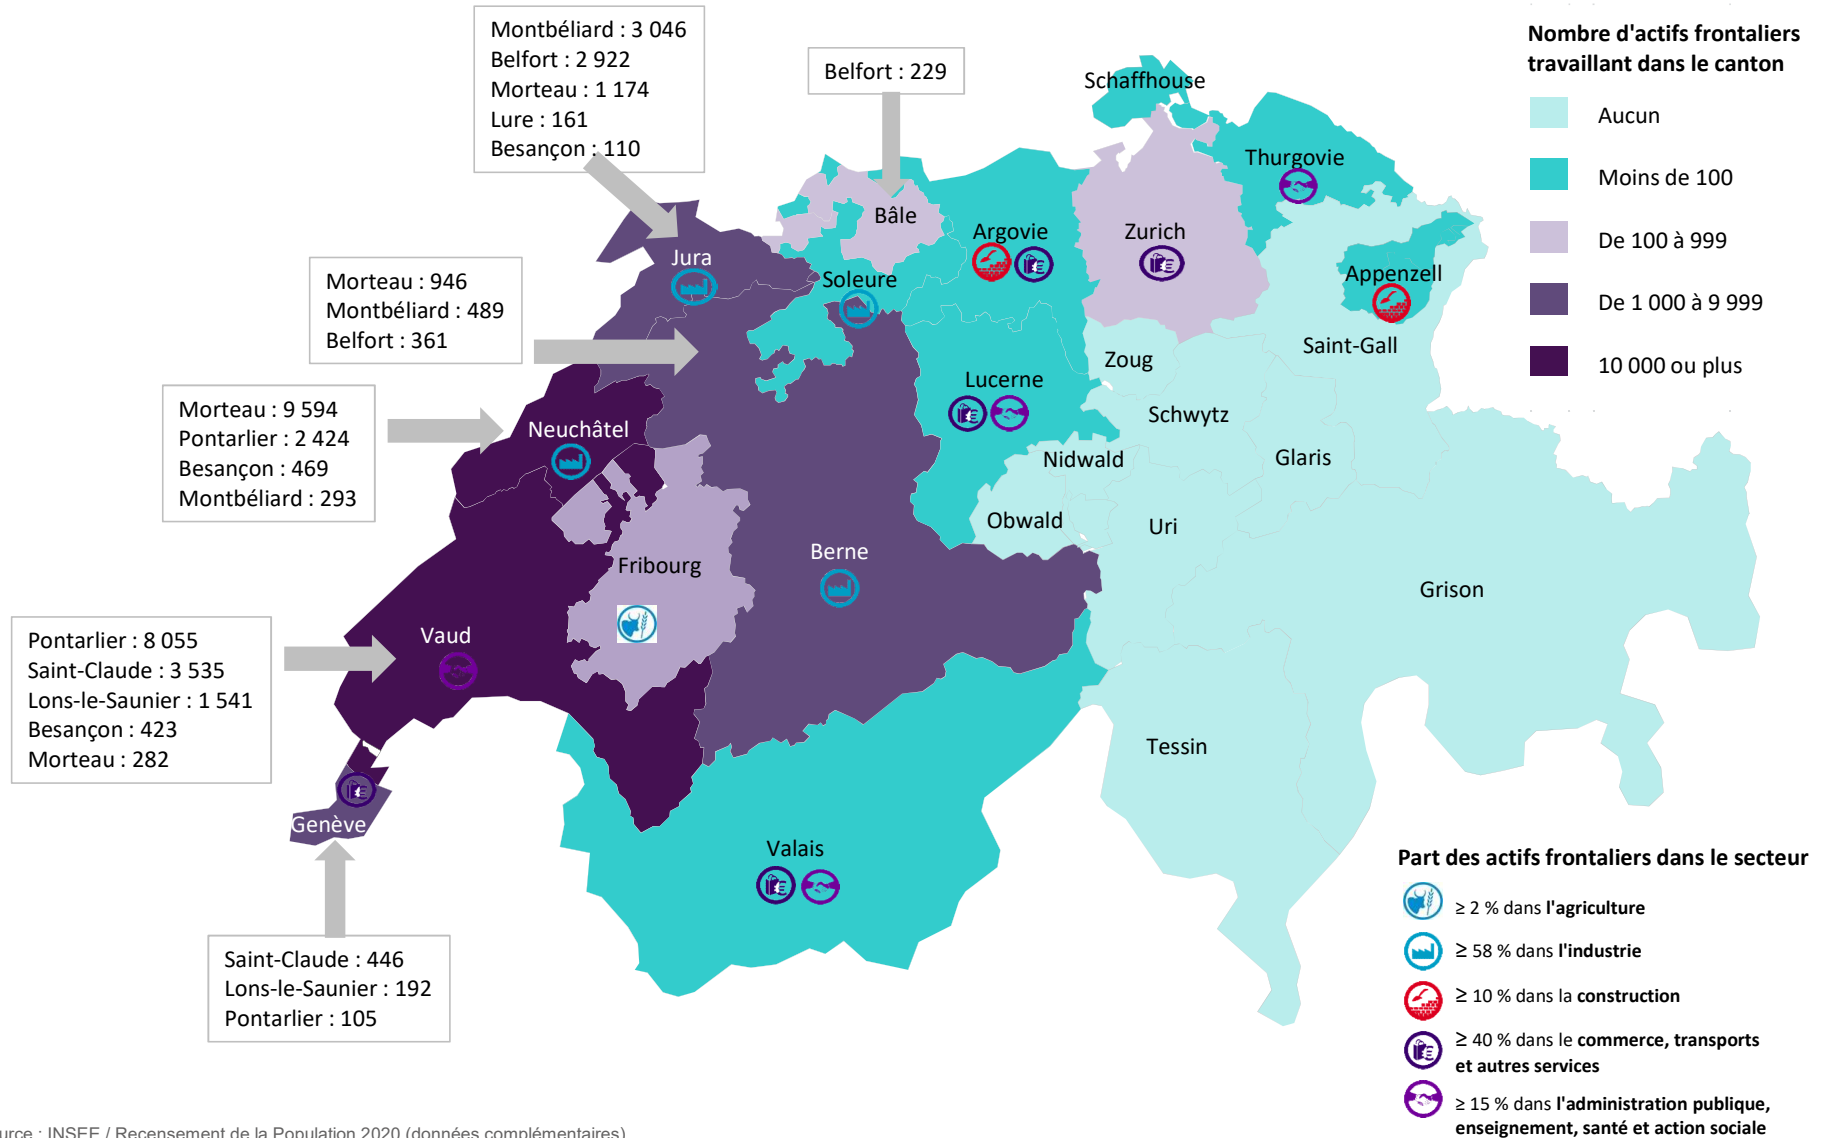 Montbéliard : 3 046
Belfort : 2 922
Morteau : 1 174
Lure : 161
Besançon : 110
Belfort : 229
Morteau : 946
Montbéliard : 489
Belfort : 361
Morteau : 9 594
Pontarlier : 2 424
Besançon : 469
Montbéliard : 293
Pontarlier : 8 055
Saint-Claude : 3 535
Lons-le-Saunier : 1 541
Besançon : 423
Morteau : 282
Saint-Claude : 446
Lons-le-Saunier : 192
Pontarlier : 105
Schaffhouse
Thurgovie
Bâle
Argovie
Zurich
Jura
Soleure
Appenzell
Saint-Gall
Zoug
Lucerne
Schwytz
Neuchâtel
Nidwald
Glaris
Obwald
Uri
Berne
Fribourg
Grison
Vaud
Tessin
Genève
Valais
Nombre d'actifs frontaliers
travaillant dans le canton
Aucun
Moins de 100
De 100 à 999
De 1 000 à 9 999
10 000 ou plus
Part des actifs frontaliers dans le secteur
≥ 2 % dans l'agriculture
≥ 58 % dans l'industrie
≥ 10 % dans la construction
≥ 40 % dans le commerce, transports
et autres services
≥ 15 % dans l'administration publique,
enseignement, santé et action sociale
urce : INSEE / Recensement de la Population 2020 (données complémentaires)